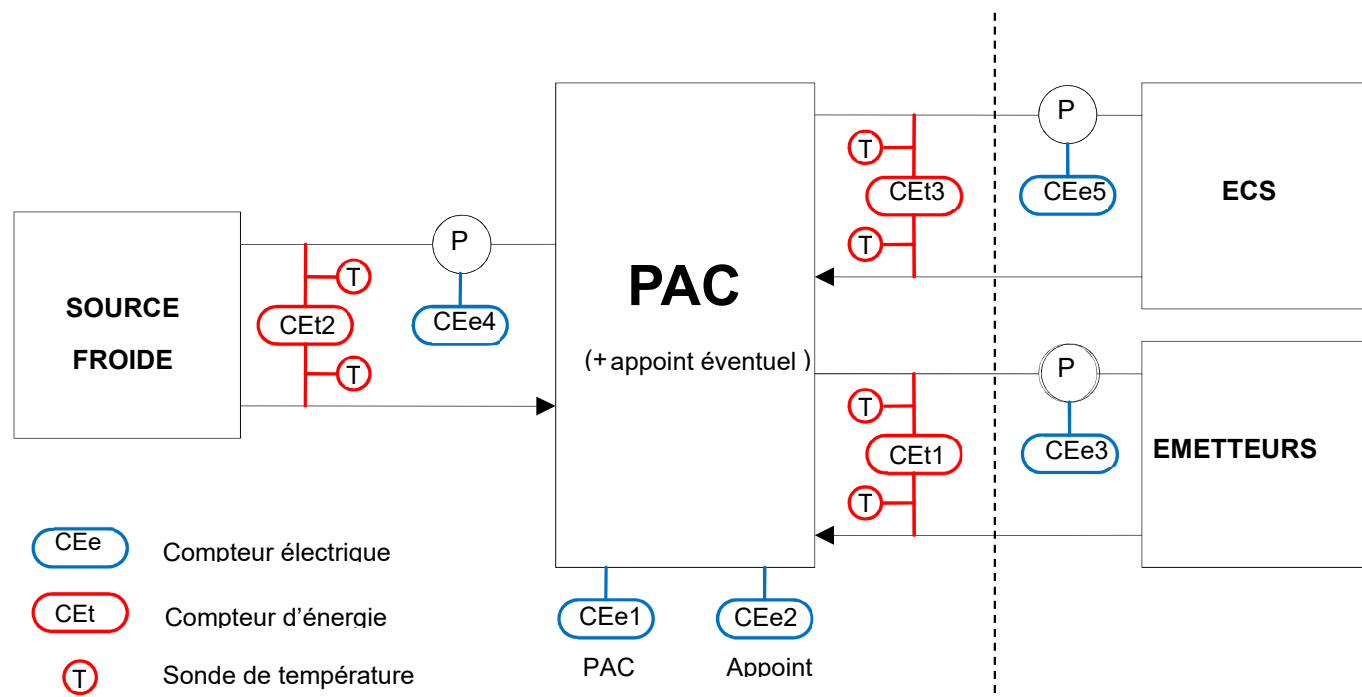 P
T
CEt3
CEe5
ECS
T
P
T
SOURCE
FROIDE
CEt2
CEe4
T
PAC
(+ appoint éventuel )
P
T
CEt1
CEe3
EMETTEURS
T
CEe
Compteur électrique
CEt
Compteur d’énergie
T
Sonde de température
CEe1
CEe2
PAC
Appoint